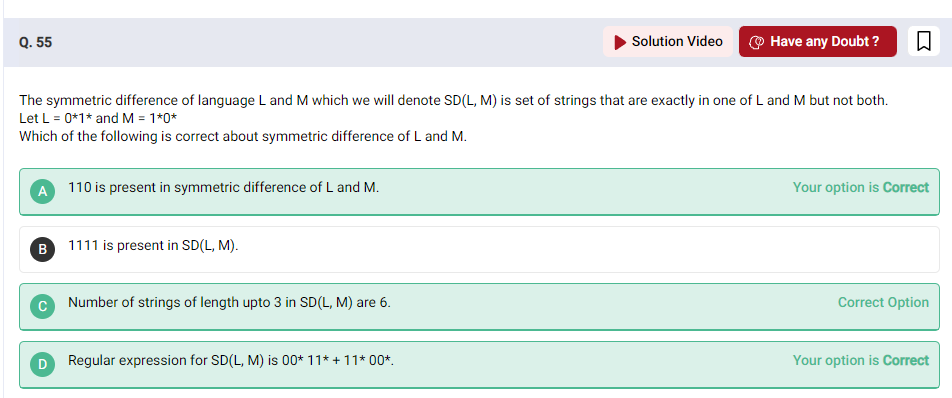 Q. 55
Solution Video
Have any Doubt ?
The symmetric difference of language L and M which we will denote SD(L, M) is set of strings that are exactly in one of L and M but not both.
Let L = 0*1* and M = 1*0*
Which of the following is correct about symmetric difference of L and M.
A
110 is present in symmetric difference of L and M.
Your option is Correct
B
1111 is present in SD(L, M).
C
Number of strings of length upto 3 in SD(L, M) are 6.
Correct Option
D
Regular expression for SD(L, M) is 00* 11* + 11* 00*.
Your option is Correct